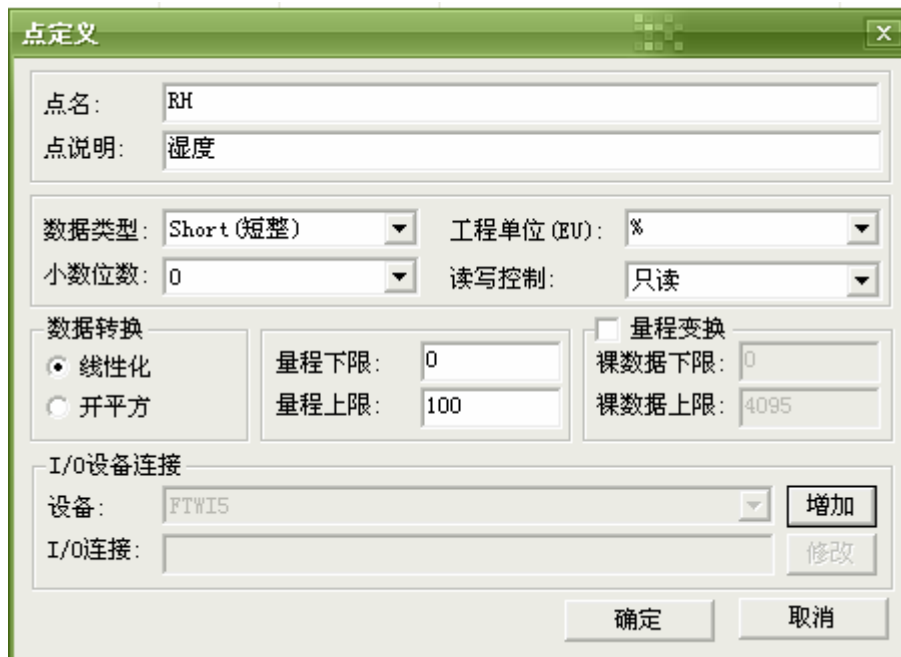 点定义
点名: RH
点说明: 湿度
数据类型: Short(短整) 工程单位(EU): %
小数位数: 0 读写控制: 只读
数据转换 量程变换
线性化 量程下限: 0 裸数据下限: 0
开平方 量程上限: 100 裸数据上限: 4095
I/O设备连接
设备: FTWI5 增加
I/O连接: 修改
确定 取消